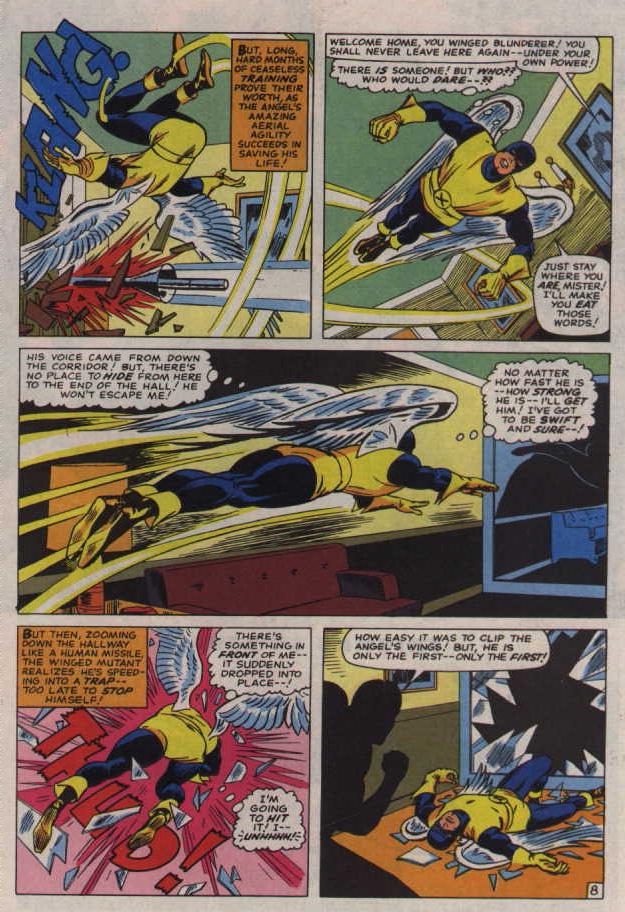 KLANG!
BUT, LONG,
HARD MONTHS
OF CEASELESS
TRAINING
PROVE THEIR
WORTH, AS
THE ANGEL'S
AMAZING
AERIAL
AGILITY
SUCCEEDS IN
SAVING HIS
LIFE!
WELCOME HOME, YOU WINGED BLUNDERER! YOU
SHALL NEVER LEAVE HERE AGAIN--UNDER YOUR
OWN POWER!
THERE IS SOMEONE! BUT WHO??
WHO WOULD DARE--??
X
JUST STAY
WHERE YOU
ARE, MISTER!
I'LL MAKE
YOU EAT
THOSE
WORDS!
HIS VOICE CAME FROM DOWN
THE CORRIDOR! BUT, THERE'S
NO PLACE TO HIDE FROM HERE
TO THE END OF THE HALL! HE
WON'T ESCAPE ME!
NO MATTER
HOW FAST HE IS
--HOW STRONG
HE IS--I'LL GET
HIM! I'VE GOT
TO BE SWIFT
AND SURE--!
BUT THEN, ZOOMING
DOWN THE HALLWAY
LIKE A HUMAN MISSILE,
THE WINGED MUTANT
REALIZES HE'S SPEED-
ING INTO A TRAP--
TOO LATE TO STOP
HIMSELF!
THERE'S
SOMETHING IN
FRONT OF ME--
IT SUDDENLY
DROPPED INTO
PLACE--!
THUD!
I'M
GOING
TO HIT
IT! I--
UNHHHH!
HOW EASY IT WAS TO CLIP THE
ANGEL'S WINGS! BUT, HE IS
ONLY THE FIRST--ONLY THE FIRST!
8